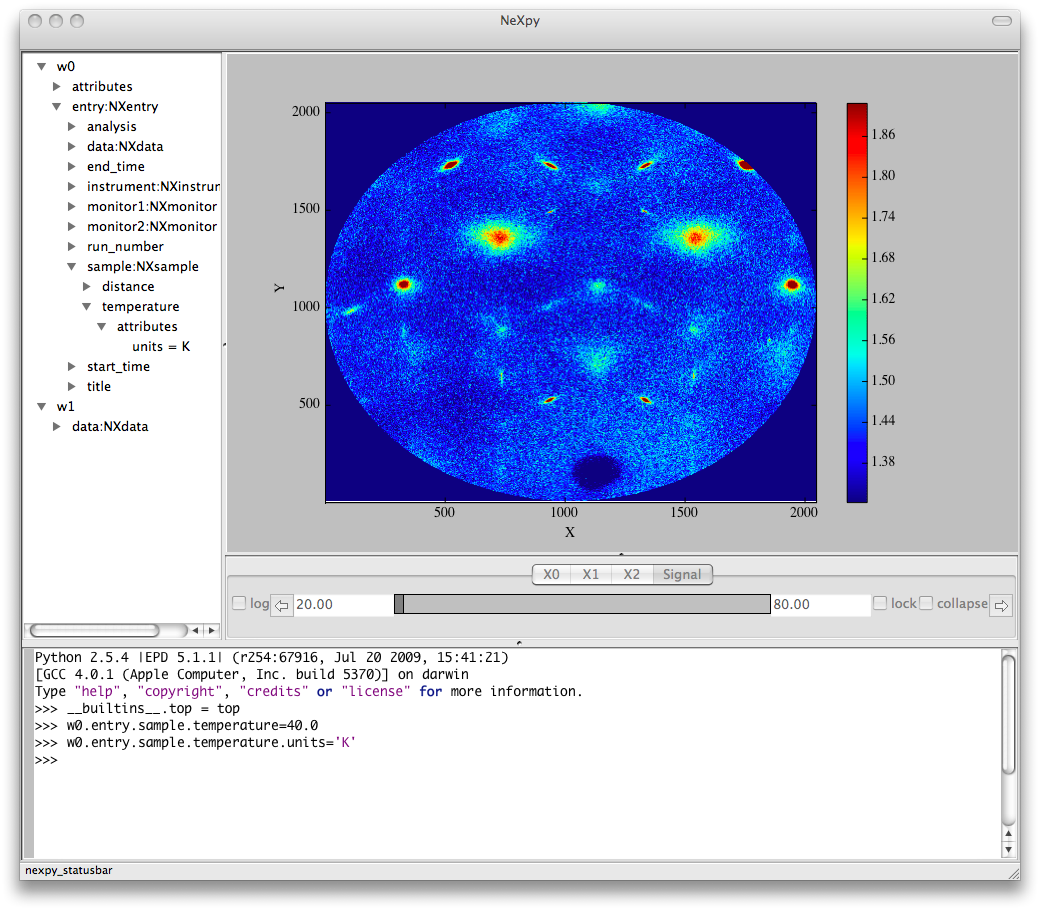 NeXpy
w0
attributes
entry:NXentry
analysis
data:NXdata
end_time
instrument:NXinstrun
monitor1:NXmonitor
monitor2:NXmonitor
run_number
sample:NXsample
distance
temperature
attributes
units = K
start_time
title
w1
data:NXdata
2000
1500
1000
500
Y
500
1000
1500
2000
X
1.86
1.80
1.74
1.68
1.62
1.56
1.50
1.44
1.38
X0 X1 X2 Signal
log 20.00 80.00 lock collapse
Python 2.5.4 |EPD 5.1.1| (r254:67916, Jul 20 2009, 15:41:21)
[GCC 4.0.1 (Apple Computer, Inc. build 5370)] on darwin
Type "help", "copyright", "credits" or "license" for more information.
>>> __builtins__.top = top
>>> w0.entry.sample.temperature=40.0
>>> w0.entry.sample.temperature.units='K'
>>>
nexpy_statusbar